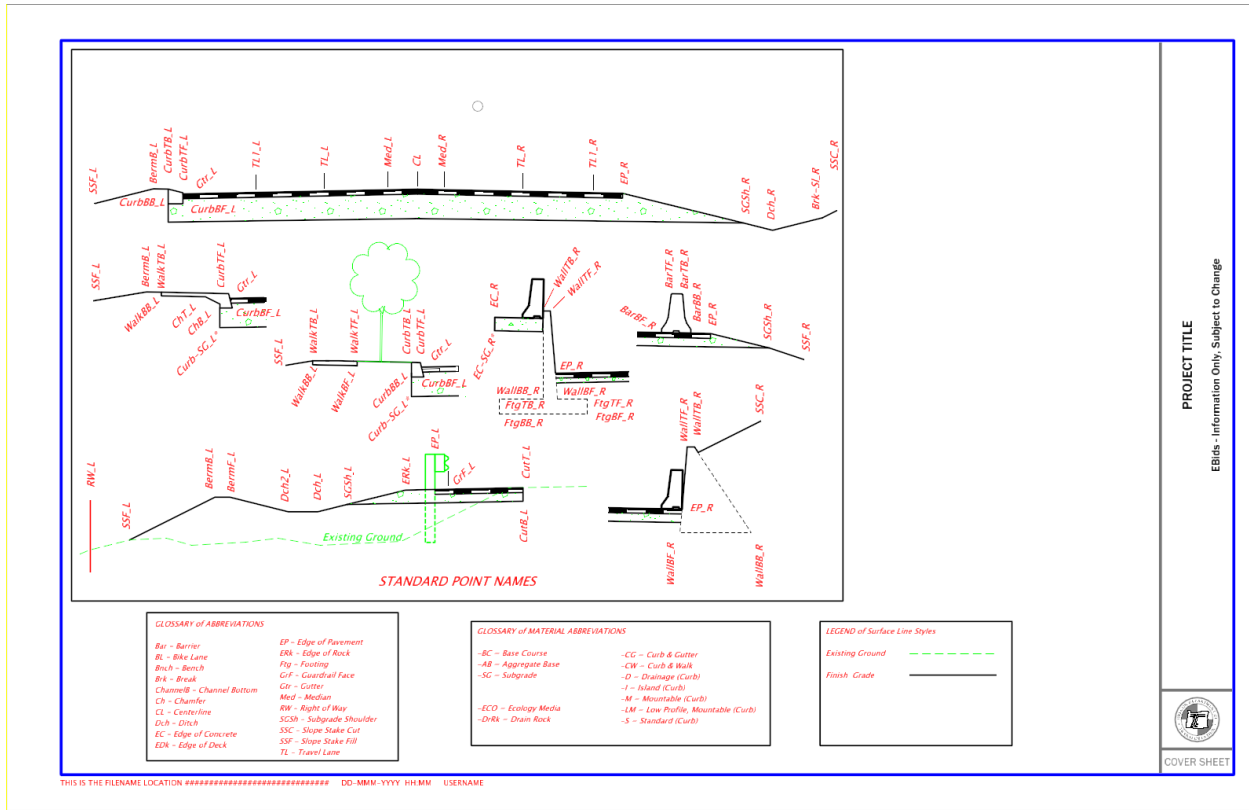 SSF_L
BermB_L
CurbTB_L
CurbTF_L
Gtr_L
TL1_L
TL_L
Med_L
CL
Med_R
TL_R
TL1_R
EP_R
SGSh_R
Dch_R
Brk-Sl_R
SSC_R
CurbBB_L
CurbBF_L
SSF_L
BermB_L
WalkTB_L
CurbTF_L
Gtr_L
WalkBB_L
ChT_L
ChB_L
Curb-SG_L*
CurbBF_L
SSF_L
WalkTB_L
WalkTF_L
CurbTB_L
CurbTF_L
Gtr_L
WalkBB_L
WalkBF_L
CurbBB_L
Curb-SG_L*
CurbBF_L
EC_R
WallTB_R
WallTF_R
EC-SG_R*
EP_R
WallBB_R
WallBF_R
FtgTB_R
FtgTF_R
FtgBB_R
FtgBF_R
BarTF_R
BarTB_R
BarBB_R
BarBF_R
EP_R
SGSh_R
SSF_R
RW_L
SSF_L
BermB_L
BermF_L
Dch2_L
Dch_L
SGSh_L
ERk_L
EP_L
GrF_L
CutT_L
CutB_L
Existing Ground
WallTF_R
WallTB_R
SSC_R
EP_R
WallBF_R
WallBB_R
STANDARD POINT NAMES
GLOSSARY of ABBREVIATIONS
Bar - Barrier
BL - Bike Lane
Bnch - Bench
Brk - Break
ChannelB - Channel Bottom
Ch - Chamfer
CL - Centerline
Dch - Ditch
EC - Edge of Concrete
EDk - Edge of Deck
EP - Edge of Pavement
ERk - Edge of Rock
Ftg - Footing
GrF - Guardrail Face
Gtr - Gutter
Med - Median
RW - Right of Way
SGSh - Subgrade Shoulder
SSC - Slope Stake Cut
SSF - Slope Stake Fill
TL - Travel Lane
GLOSSARY of MATERIAL ABBREVIATIONS
-BC - Base Course
-AB - Aggregate Base
-SG - Subgrade
-ECO - Ecology Media
-DrRk - Drain Rock
-CG - Curb & Gutter
-CW - Curb & Walk
-D - Drainage (Curb)
-I - Island (Curb)
-M - Mountable (Curb)
-LM - Low Profile, Mountable (Curb)
-S - Standard (Curb)
LEGEND of Surface Line Styles
Existing Ground
Finish Grade
PROJECT TITLE
EBids - Information Only, Subject to Change
COVER SHEET
THIS IS THE FILENAME LOCATION ############################## DD-MMM-YYYY HH:MM USERNAME